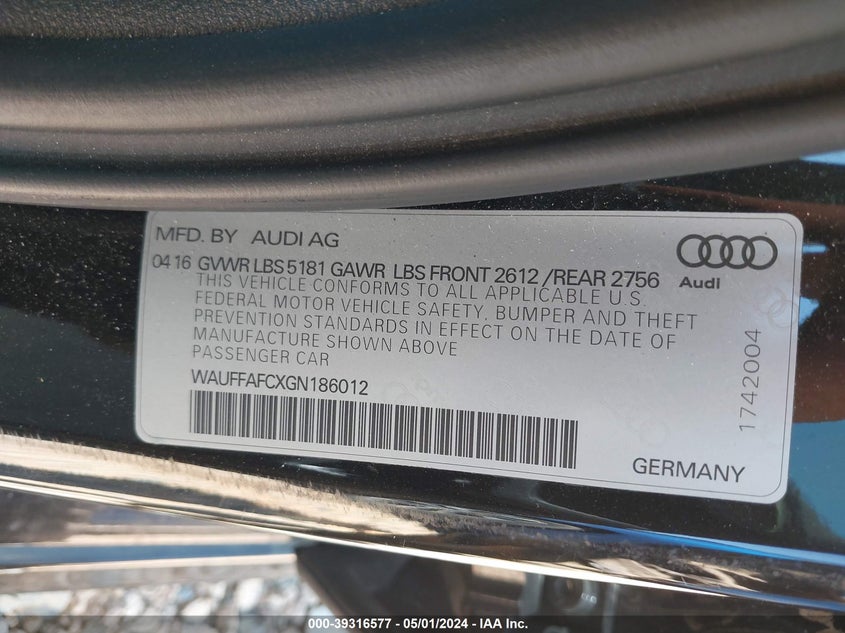 MFD. BY AUDI AG
04 16 GVWR LBS 5181 GAWR LBS FRONT 2612 /REAR 2756
THIS VEHICLE CONFORMS TO ALL APPLICABLE U.S.
FEDERAL MOTOR VEHICLE SAFETY, BUMPER AND THEFT
PREVENTION STANDARDS IN EFFECT ON THE DATE OF
MANUFACTURE SHOWN ABOVE
PASSENGER CAR
WAUFFAFCXGN186012
Audi
1742004
GERMANY
000-39316577 - 05/01/2024 - IAA Inc.